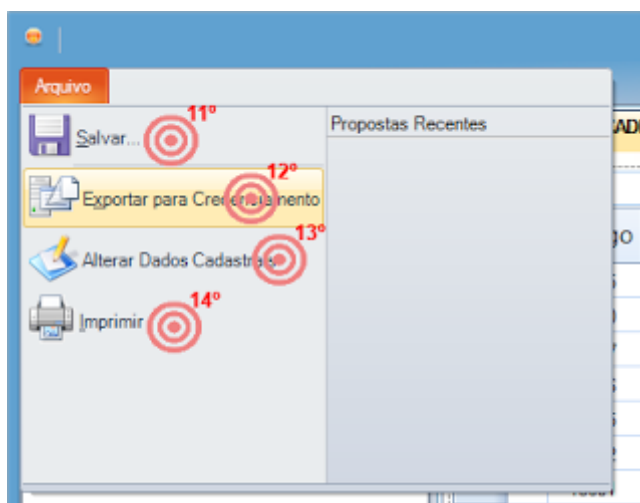 Arquivo
11º
Salvar...
Propostas Recentes
12º
Exportar para Credenciamento
13º
Alterar Dados Cadastrais
14º
Imprimir